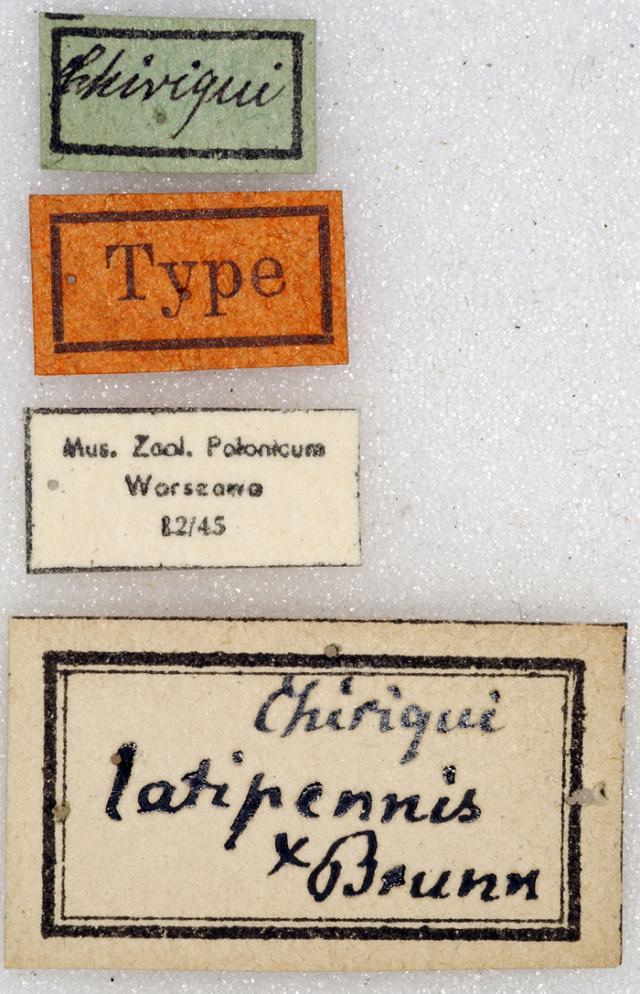 Chiriqui
Type
Mus. Zool. Polonicum
Warszawa
12/45
Chiriqui
latipennis
x Brunn